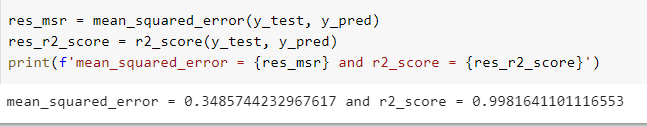 res_msr = mean_squared_error(y_test, y_pred)
res_r2_score = r2_score(y_test, y_pred)
print(f'mean_squared_error = {res_msr} and r2_score = {res_r2_score}')
mean_squared_error = 0.3485744232967617 and r2_score = 0.9981641101116553